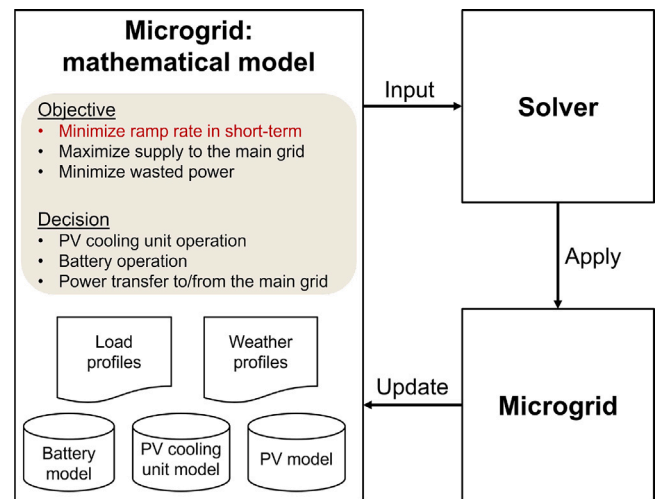 Microgrid:
mathematical model
Objective
• Minimize ramp rate in short-term
• Maximize supply to the main grid
• Minimize wasted power
Decision
• PV cooling unit operation
• Battery operation
• Power transfer to/from the main grid
Load
profiles
Weather
profiles
Battery
model
PV cooling
unit model
PV model
Input
Solver
Apply
Microgrid
Update